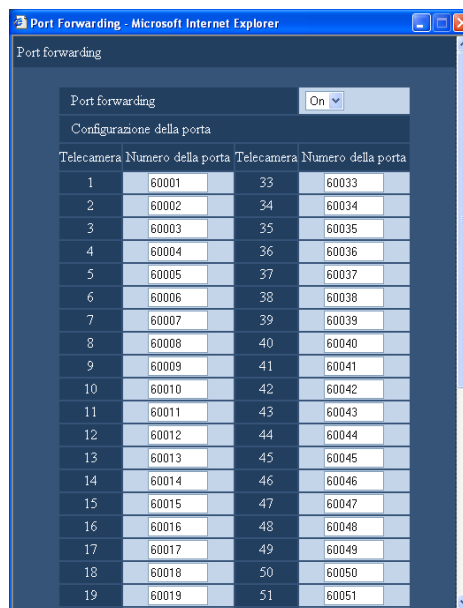 Port Forwarding - Microsoft Internet Explorer
Port forwarding
Port forwarding On
Configurazione della porta
Telecamera Numero della porta Telecamera Numero della porta
1 60001 33 60033
2 60002 34 60034
3 60003 35 60035
4 60004 36 60036
5 60005 37 60037
6 60006 38 60038
7 60007 39 60039
8 60008 40 60040
9 60009 41 60041
10 60010 42 60042
11 60011 43 60043
12 60012 44 60044
13 60013 45 60045
14 60014 46 60046
15 60015 47 60047
16 60016 48 60048
17 60017 49 60049
18 60018 50 60050
19 60019 51 60051